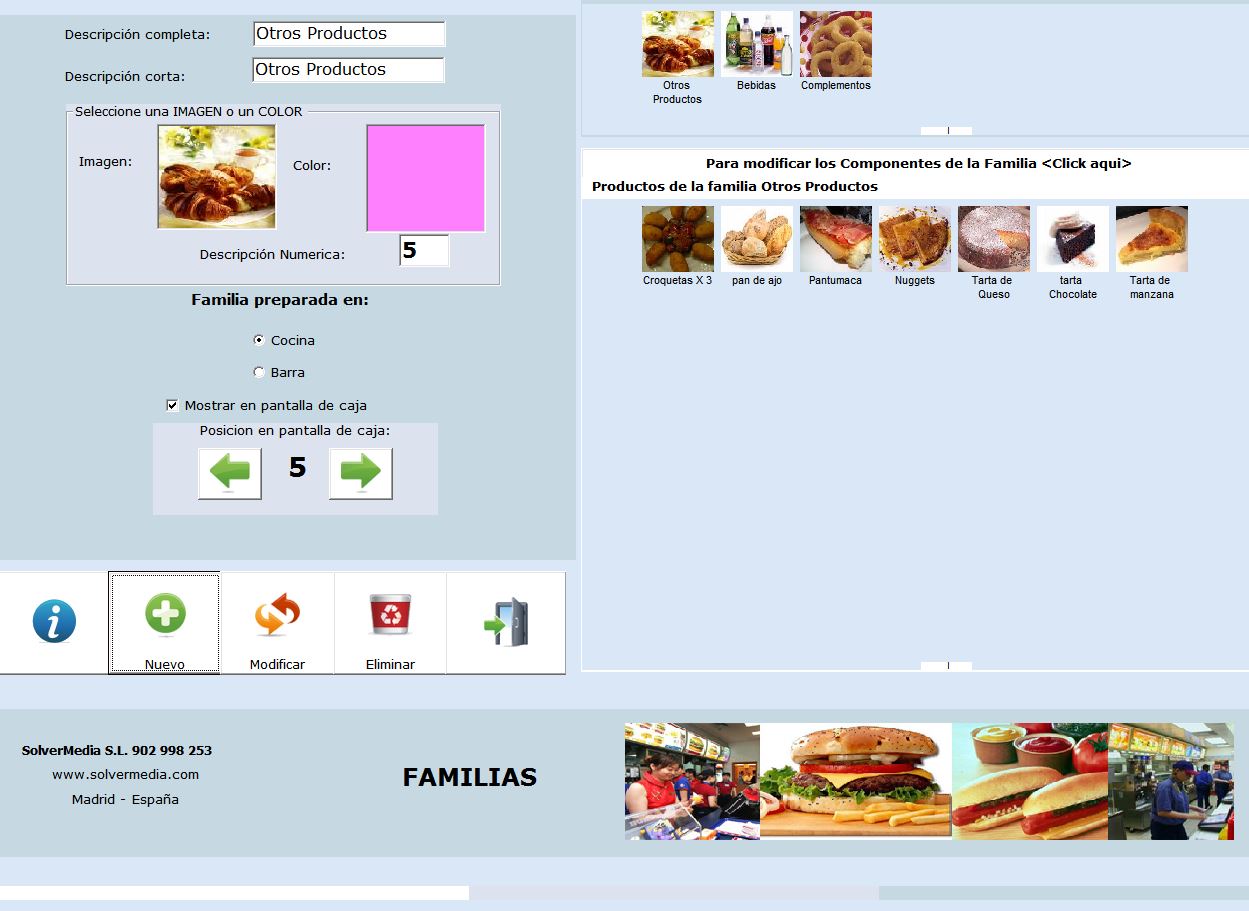 Descripción completa:
Otros Productos
Descripción corta:
Otros Productos
Seleccione una IMAGEN o un COLOR
Imagen:
Color:
Descripción Numerica:
5
Familia preparada en:
Cocina
Barra
Mostrar en pantalla de caja
Posicion en pantalla de caja:
5
Nuevo
Modificar
Eliminar
Otros
Productos
Bebidas
Complementos
Para modificar los Componentes de la Familia <Click aqui>
Productos de la familia Otros Productos
Croquetas X 3
pan de ajo
Pantumaca
Nuggets
Tarta de
Queso
tarta
Chocolate
Tarta de
manzana
SolverMedia S.L. 902 998 253
www.solvermedia.com
Madrid - España
FAMILIAS